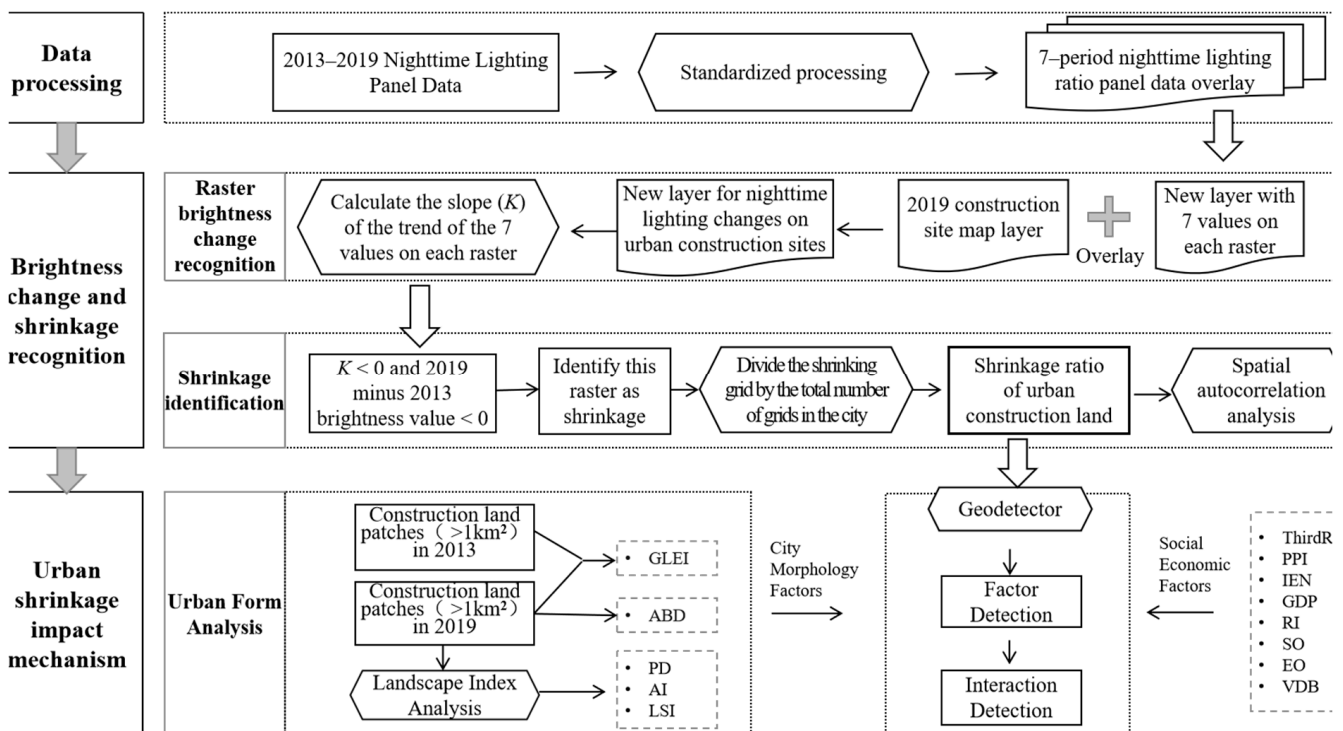 Data
processing
2013–2019 Nighttime Lighting
Panel Data
Standardized processing
7–period nighttime lighting
ratio panel data overlay
Brightness
change and
shrinkage
recognition
Raster
brightness
change
recognition
Calculate the slope (K)
of the trend of the 7
values on each raster
New layer for nighttime
lighting changes on
urban construction sites
2019 construction
site map layer
Overlay
New layer with
7 values on
each raster
Shrinkage
identification
K < 0 and 2019
minus 2013
brightness value < 0
Identify this
raster as
shrinkage
Divide the shrinking
grid by the total number
of grids in the city
Shrinkage ratio
of urban
construction land
Spatial
autocorrelation
analysis
Urban
shrinkage
impact
mechanism
Urban Form
Analysis
Construction land
patches（ >1km²）
in 2013
Construction land
patches（ >1km²）
in 2019
Landscape Index
Analysis
• GLEI
• ABD
• PD
• AI
• LSI
City
Morphology
Factors
Geodetector
Factor
Detection
Interaction
Detection
Social
Economic
Factors
• ThirdR
• PPI
• IEN
• GDP
• RI
• SO
• EO
• VDB